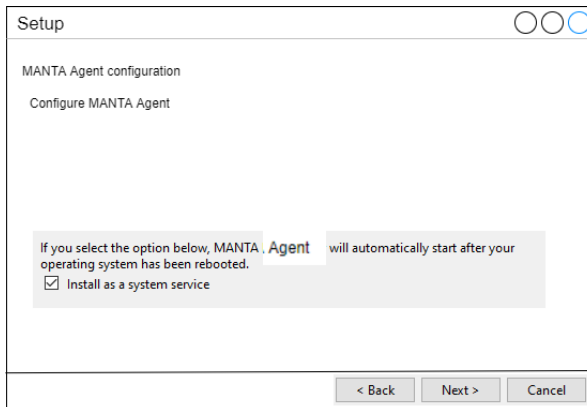 Setup
MANTA Agent configuration
Configure MANTA Agent
If you select the option below, MANTA Agent will automatically start after your
operating system has been rebooted.
Install as a system service
< Back Next > Cancel